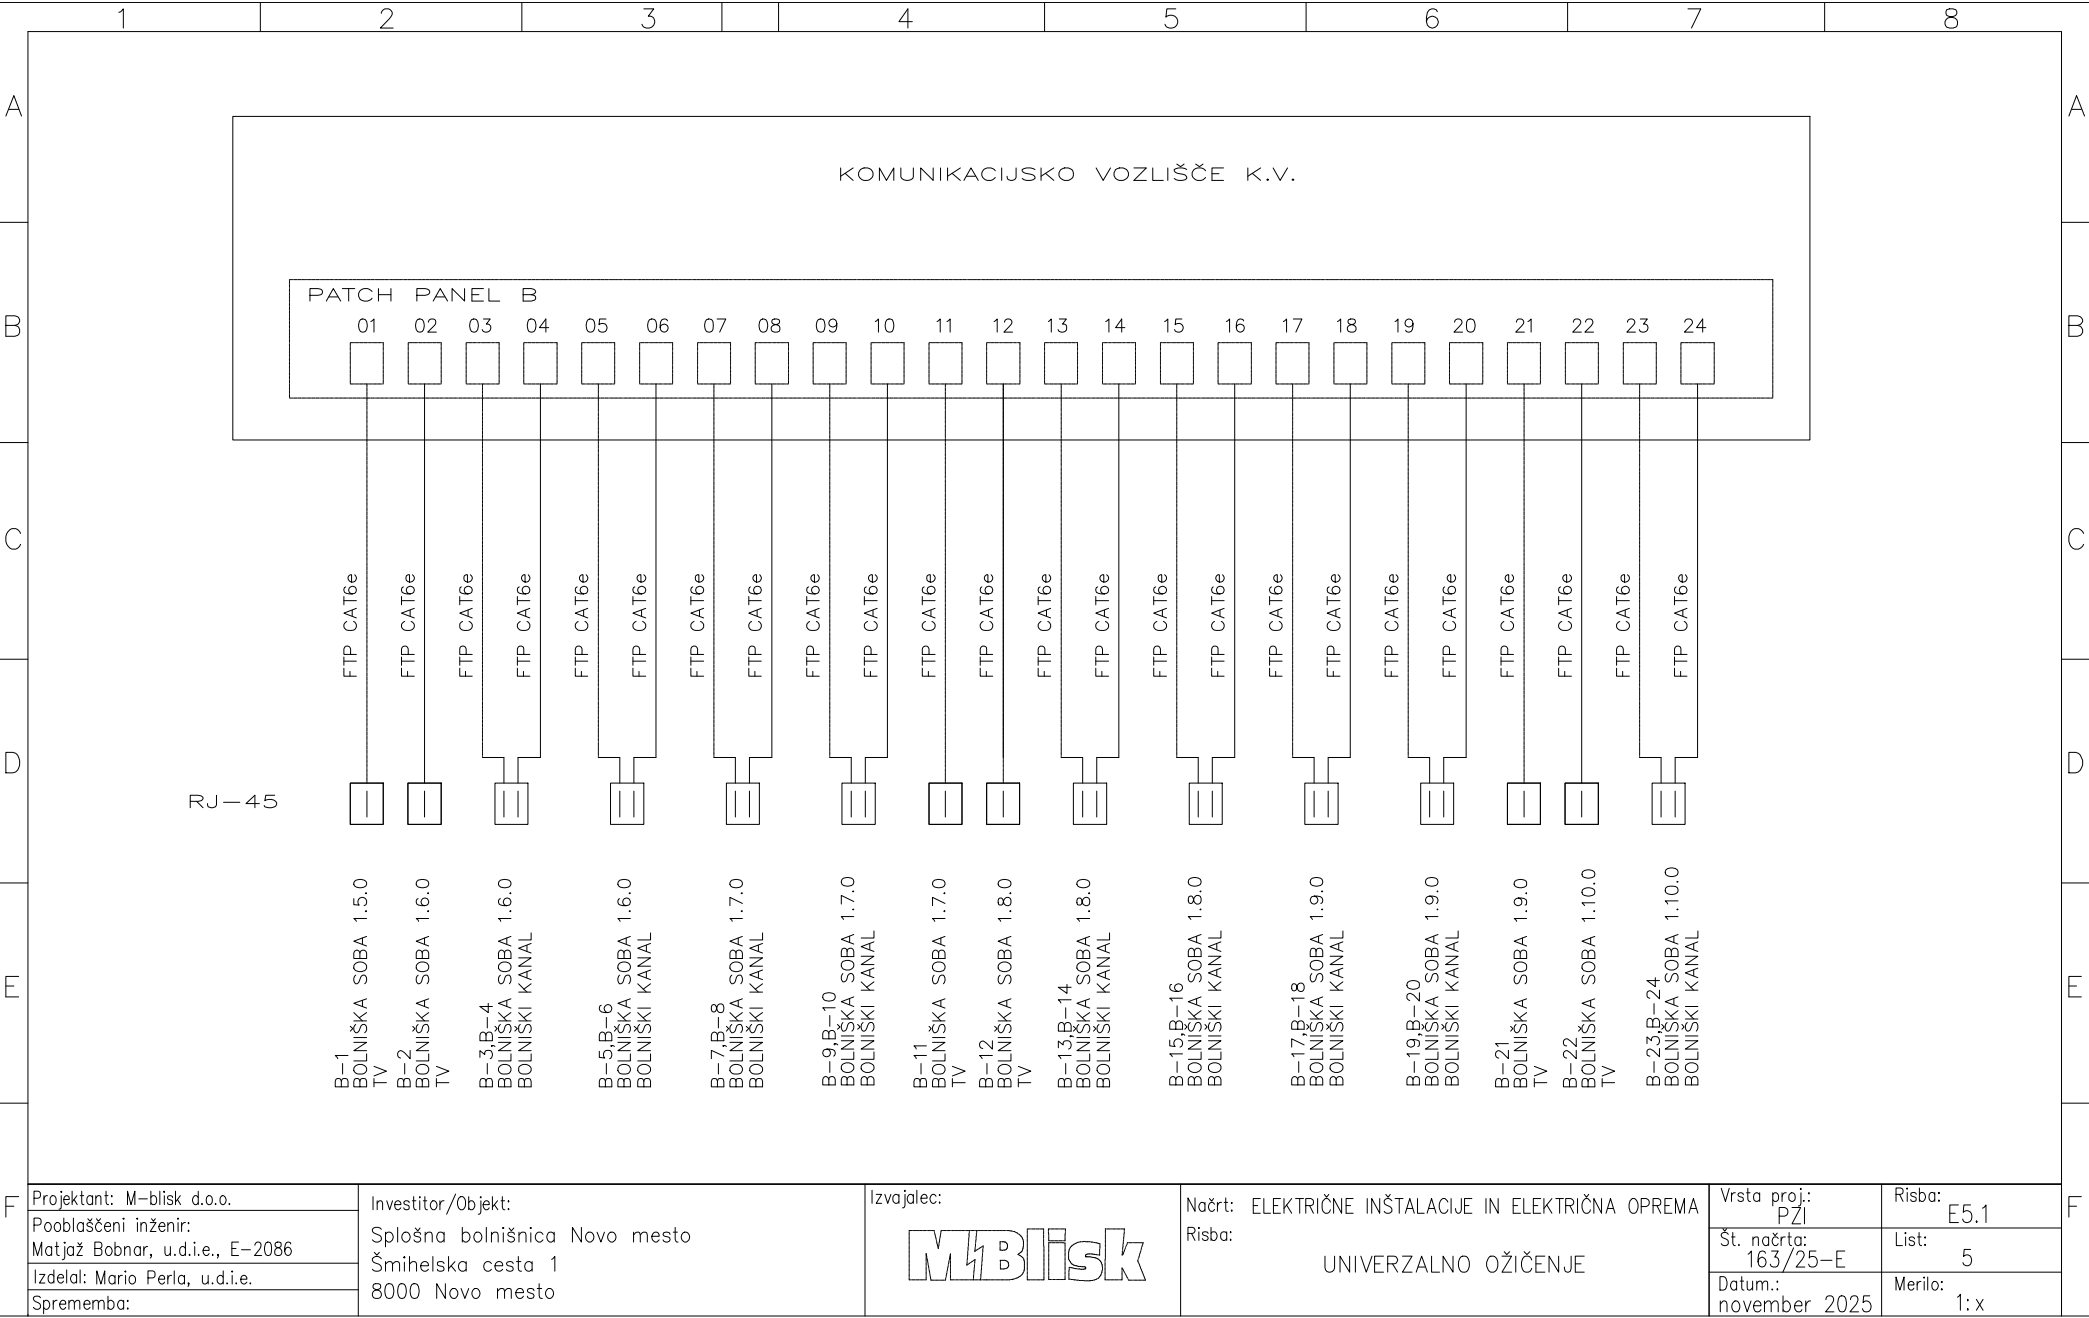 1 2 3 4 5 6 7 8
A A
KOMUNIKACIJSKO VOZLIŠČE K.V.
PATCH PANEL B
B B
01 02 03 04 05 06 07 08 09 10 11 12 13 14 15 16 17 18 19 20 21 22 23 24
C C
FTP CAT6e FTP CAT6e FTP CAT6e FTP CAT6e FTP CAT6e FTP CAT6e FTP CAT6e FTP CAT6e FTP CAT6e FTP CAT6e FTP CAT6e FTP CAT6e FTP CAT6e FTP CAT6e FTP CAT6e FTP CAT6e FTP CAT6e FTP CAT6e FTP CAT6e FTP CAT6e FTP CAT6e FTP CAT6e FTP CAT6e FTP CAT6e
D D
RJ-45
E E
B-1
BOLNIŠKA SOBA 1.5.0
TV
B-2
BOLNIŠKA SOBA 1.6.0
TV
B-3,B-4
BOLNIŠKA SOBA 1.6.0
BOLNIŠKI KANAL
B-5,B-6
BOLNIŠKA SOBA 1.6.0
BOLNIŠKI KANAL
B-7,B-8
BOLNIŠKA SOBA 1.7.0
BOLNIŠKI KANAL
B-9,B-10
BOLNIŠKA SOBA 1.7.0
BOLNIŠKI KANAL
B-11
BOLNIŠKA SOBA 1.7.0
TV
B-12
BOLNIŠKA SOBA 1.8.0
TV
B-13,B-14
BOLNIŠKA SOBA 1.8.0
BOLNIŠKI KANAL
B-15,B-16
BOLNIŠKA SOBA 1.8.0
BOLNIŠKI KANAL
B-17,B-18
BOLNIŠKA SOBA 1.9.0
BOLNIŠKI KANAL
B-19,B-20
BOLNIŠKA SOBA 1.9.0
BOLNIŠKI KANAL
B-21
BOLNIŠKA SOBA 1.9.0
TV
B-22
BOLNIŠKA SOBA 1.10.0
TV
B-23,B-24
BOLNIŠKA SOBA 1.10.0
BOLNIŠKI KANAL
F F
Projektant: M-blisk d.o.o.
Pooblaščeni inženir:
Matjaž Bobnar, u.d.i.e., E-2086
Izdelal: Mario Perla, u.d.i.e.
Sprememba:
Investitor/Objekt:
Splošna bolnišnica Novo mesto
Šmihelska cesta 1
8000 Novo mesto
Izvajalec:
M Blisk
Načrt: ELEKTRIČNE INŠTALACIJE IN ELEKTRIČNA OPREMA
Risba:
UNIVERZALNO OŽIČENJE
Vrsta proj.:
PZI
Št. načrta:
163/25-E
Datum.:
november 2025
Risba:
E5.1
List:
5
Merilo:
1:x